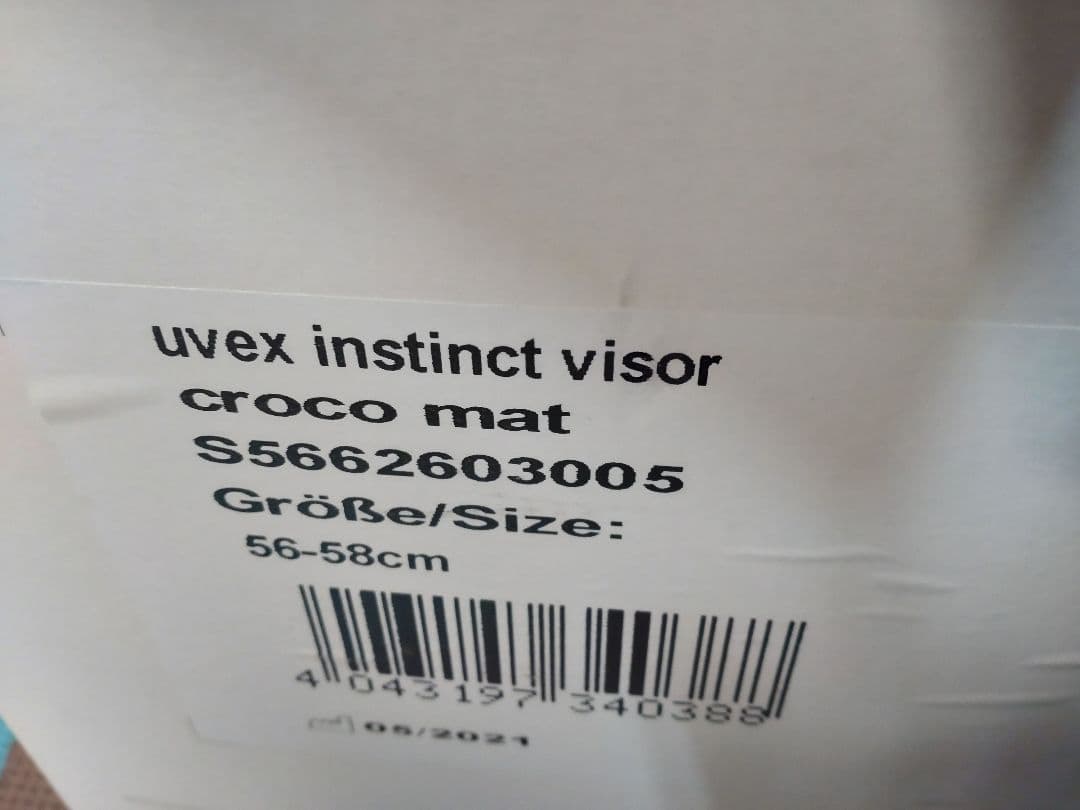 uvex instinct visor
croco mat
S5662603005
Größe/Size:
56-58cm
4 043197 340388
05/2021